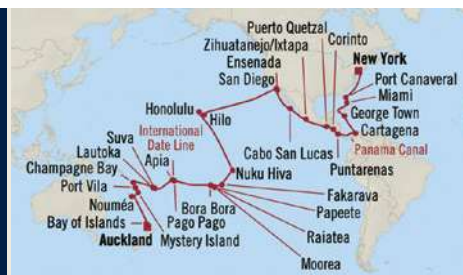 Puerto Quetzal
Corinto
Zihuatanejo/Ixtapa
Ensenada
New York
San Diego
Port Canaveral
Miami
Honolulu
Hilo
George Town
International
Date Line
Cartagena
Suva
Panama Canal
Lautoka
Apia
Cabo San Lucas
Puntarenas
Champagne Bay
Nuku Hiva
Port Vila
Bora Bora
Fakarava
Nouméa
Pago Pago
Papeete
Bay of Islands
Raiatea
Auckland
Mystery Island
Moorea